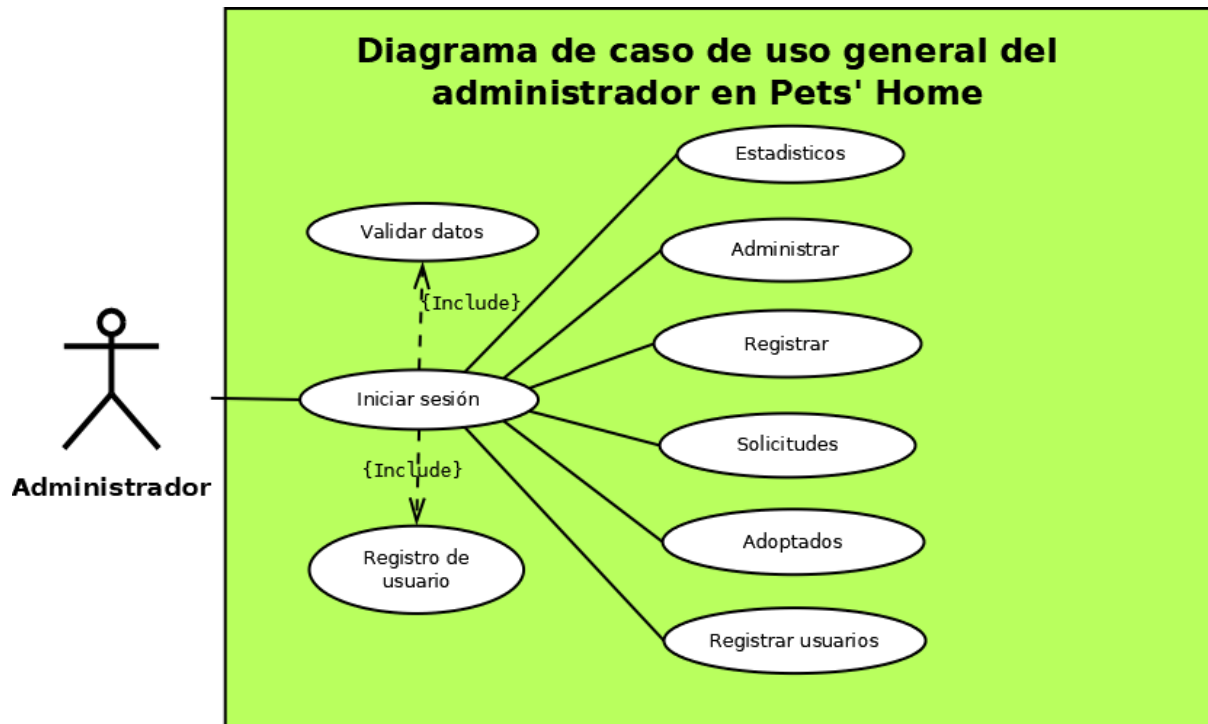 Diagrama de caso de uso general del
administrador en Pets' Home
Estadisticos
Validar datos
Administrar
{Include}
Registrar
Iniciar sesión
Solicitudes
{Include}
Administrador
Adoptados
Registro de
usuario
Registrar usuarios